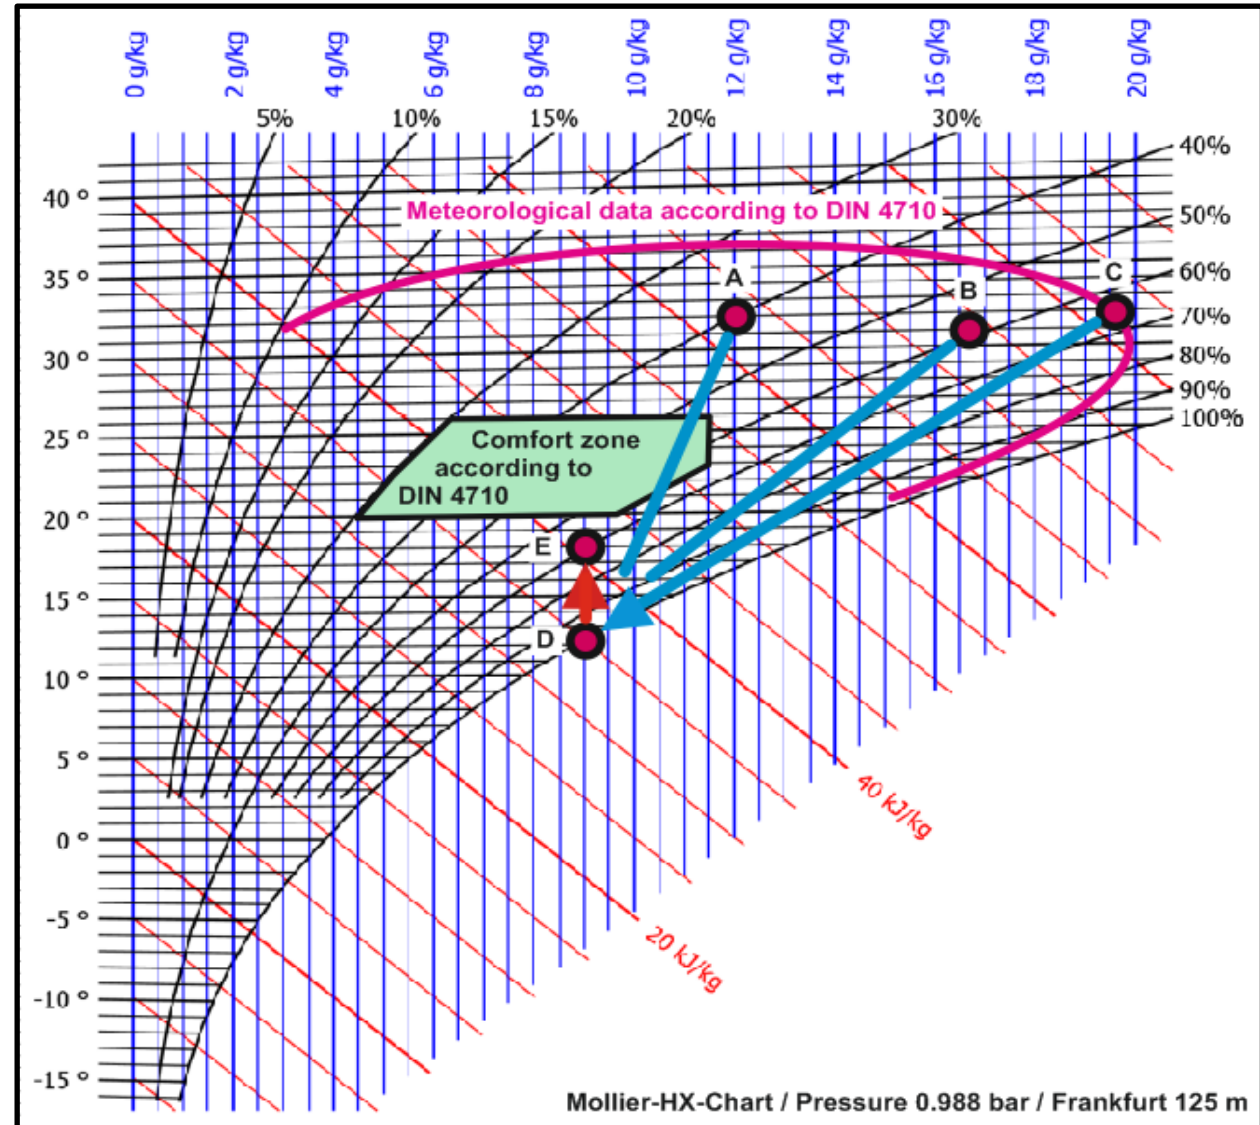 0 g/kg 2 g/kg 4 g/kg 6 g/kg 8 g/kg 10 g/kg 12 g/kg 14 g/kg 16 g/kg 18 g/kg 20 g/kg
5% 10% 15% 20% 30%
40%
50%
60%
70%
80%
90%
100%
40 °
35 °
30 °
25 °
20 °
15 °
10 °
5 °
0 °
-5 °
-10 °
-15 °
Meteorological data according to DIN 4710
A
B
C
Comfort zone
according to
DIN 4710
E
D
40 kJ/kg
20 kJ/kg
Mollier-HX-Chart / Pressure 0.988 bar / Frankfurt 125 m